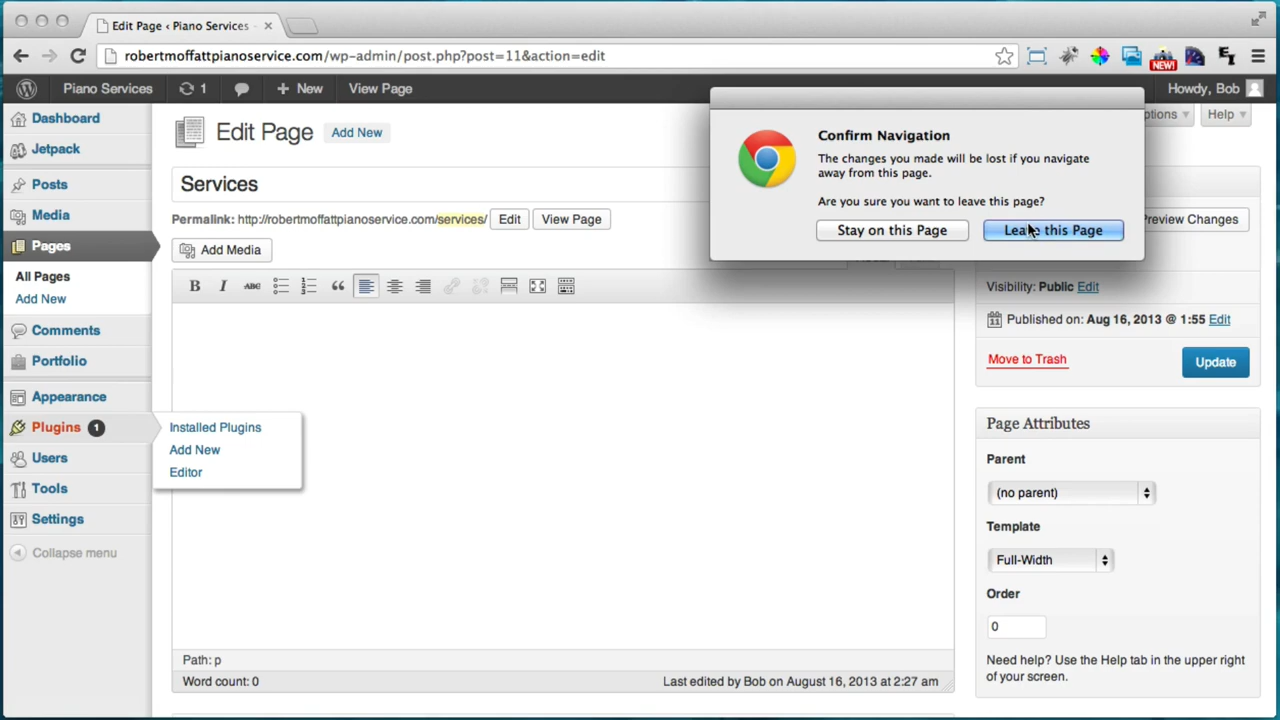 Edit Page ‹ Piano Services
robertmoffattpianoservice.com/wp-admin/post.php?post=11&action=edit
NEW!
Piano Services 1 + New View Page Howdy, Bob
Dashboard
Jetpack
Posts
Media
Pages
All Pages
Add New
Comments
Portfolio
Appearance
Plugins 1
Installed Plugins
Add New
Editor
Users
Tools
Settings
Collapse menu
Edit Page Add New
Help
Services
Permalink: http://robertmoffattpianoservice.com/services/ Edit View Page
Add Media
B I ABC
Path: p
Word count: 0 Last edited by Bob on August 16, 2013 at 2:27 am
Confirm Navigation
The changes you made will be lost if you navigate
away from this page.
Are you sure you want to leave this page?
Stay on this Page Leave this Page
Preview Changes
Visibility: Public Edit
11 Published on: Aug 16, 2013 @ 1:55 Edit
Move to Trash Update
Page Attributes
Parent
(no parent)
Template
Full-Width
Order
0
Need help? Use the Help tab in the upper right
of your screen.